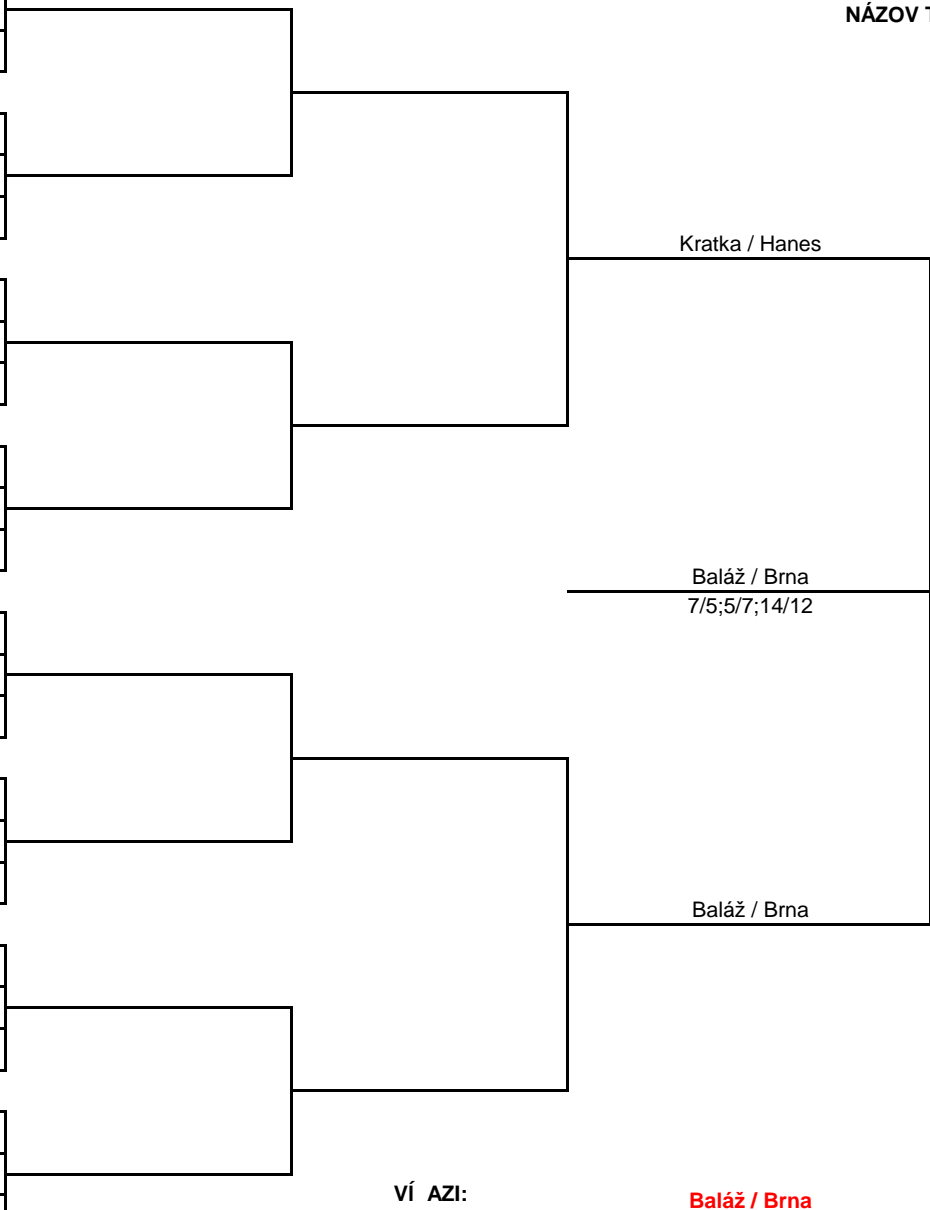 NÁZOV T
Kratka / Hanes
Baláž / Brna
7/5;5/7;14/12
Baláž / Brna
VÍ AZI:
Baláž / Brna